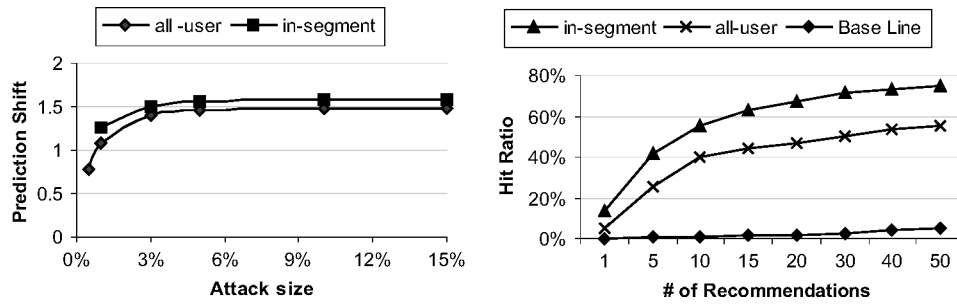 all -user in-segment
2
1.5
1
0.5
0
Prediction Shift
0% 3% 6% 9% 12% 15%
Attack size
in-segment all-user Base Line
80%
60%
40%
20%
0%
Hit Ratio
1 5 10 15 20 30 40 50
# of Recommendations